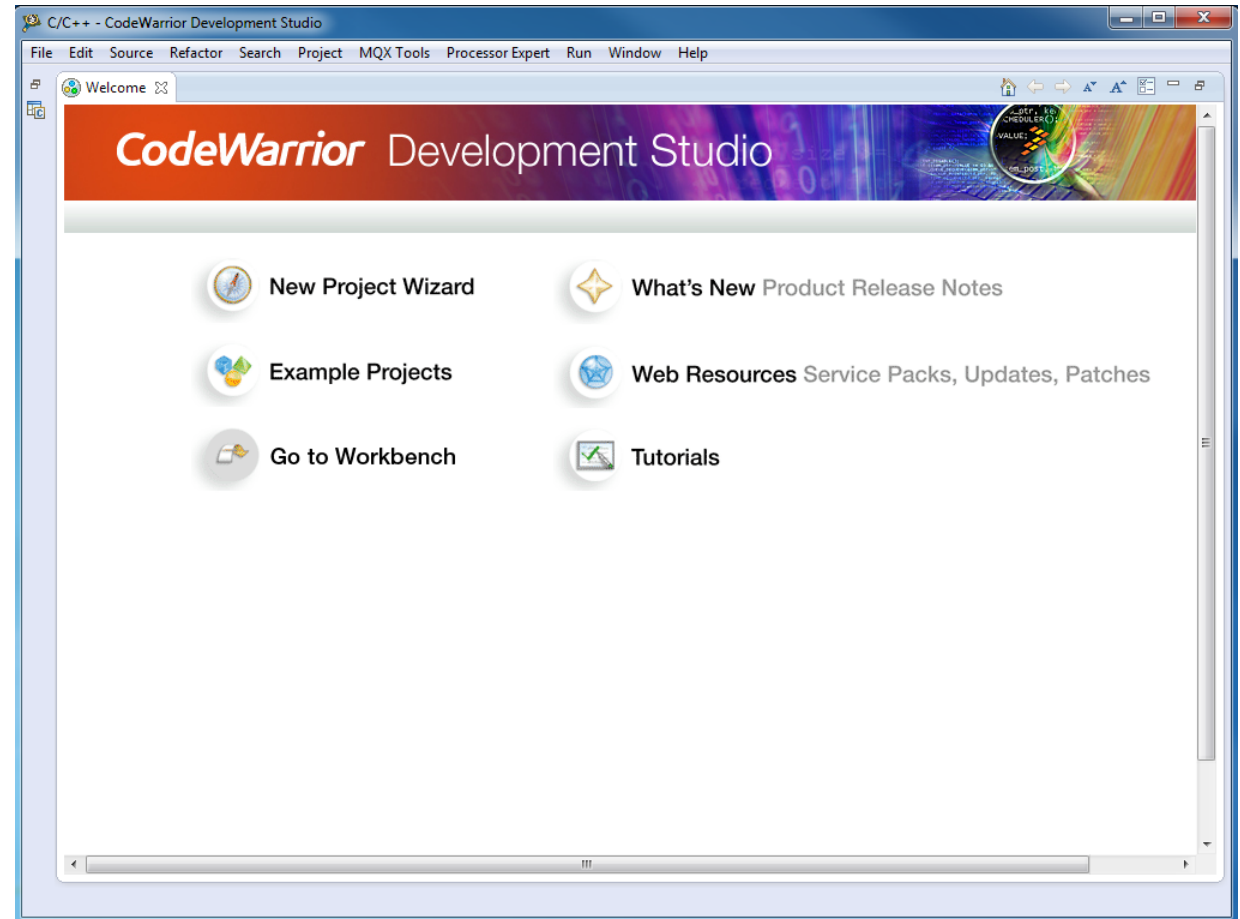 C/C++ - CodeWarrior Development Studio
File Edit Source Refactor Search Project MQX Tools Processor Expert Run Window Help
Welcome
CodeWarrior Development Studio
New Project Wizard
What's New Product Release Notes
Example Projects
Web Resources Service Packs, Updates, Patches
Go to Workbench
Tutorials